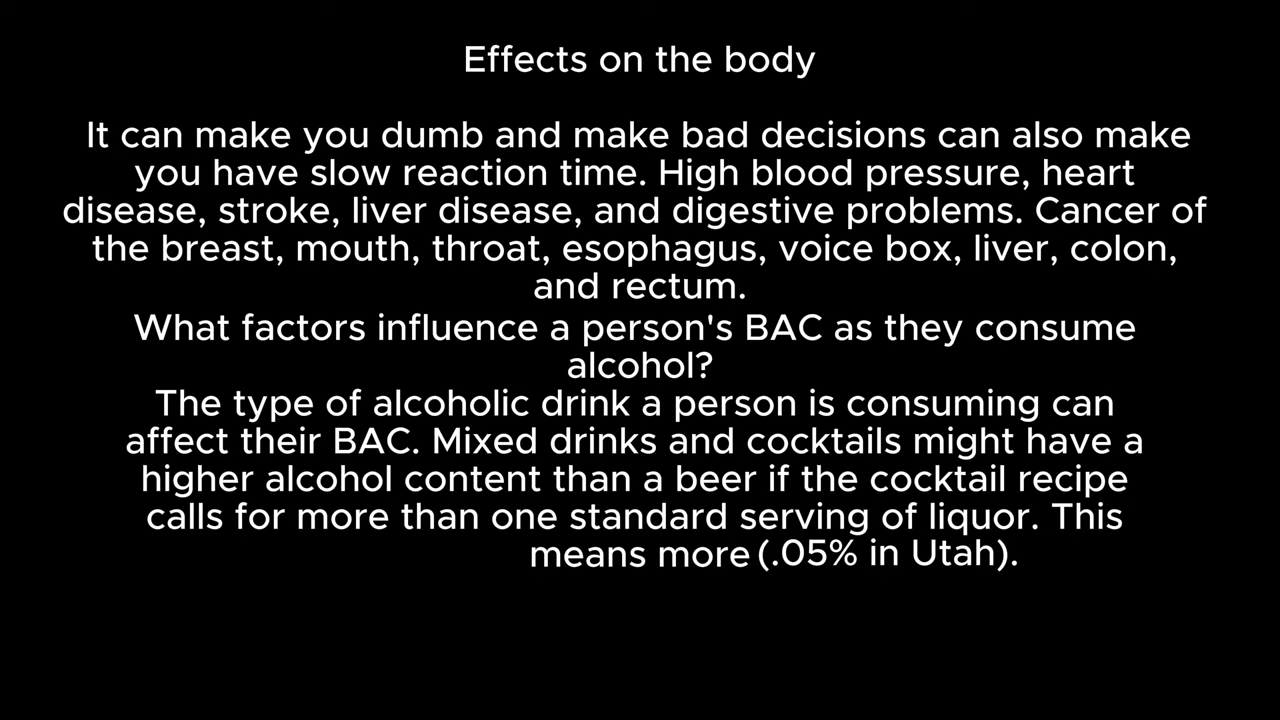 Effects on the body
It can make you dumb and make bad decisions can also make
you have slow reaction time. High blood pressure, heart
disease, stroke, liver disease, and digestive problems. Cancer of
the breast, mouth, throat, esophagus, voice box, liver, colon,
and rectum.
What factors influence a person's BAC as they consume
alcohol?
The type of alcoholic drink a person is consuming can
affect their BAC. Mixed drinks and cocktails might have a
higher alcohol content than a beer if the cocktail recipe
calls for more than one standard serving of liquor. This
means more (.05% in Utah).